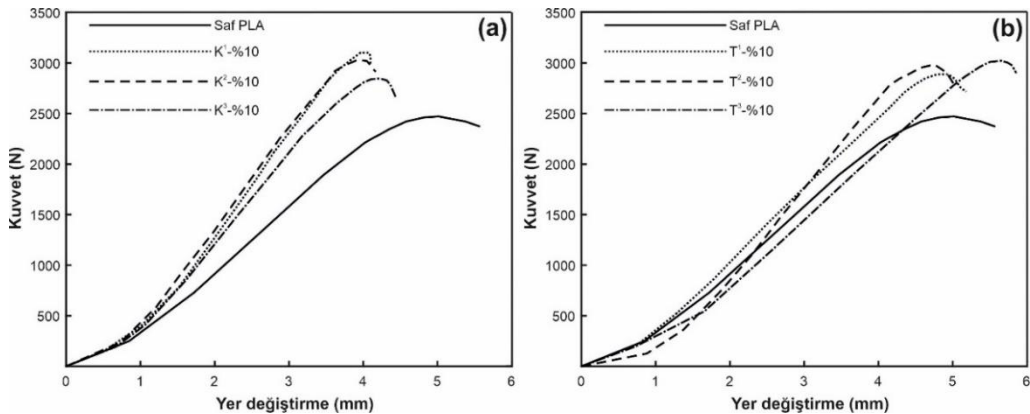 (a)
Saf PLA
K¹-%10
K²-%10
K³-%10
3500
3000
2500
2000
1500
1000
500
0
1
2
3
4
5
6
Kuvvet (N)
Yer değiştirme (mm)
(b)
Saf PLA
T¹-%10
T²-%10
T³-%10
3500
3000
2500
2000
1500
1000
500
0
1
2
3
4
5
6
Kuvvet (N)
Yer değiştirme (mm)